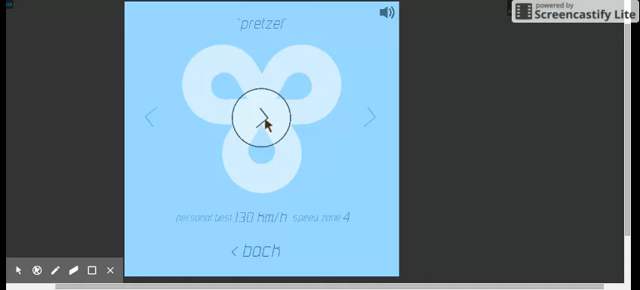 powered by
Screencastify Lite
"pretzel"
personal best 130 km/h speed zone 4
< back